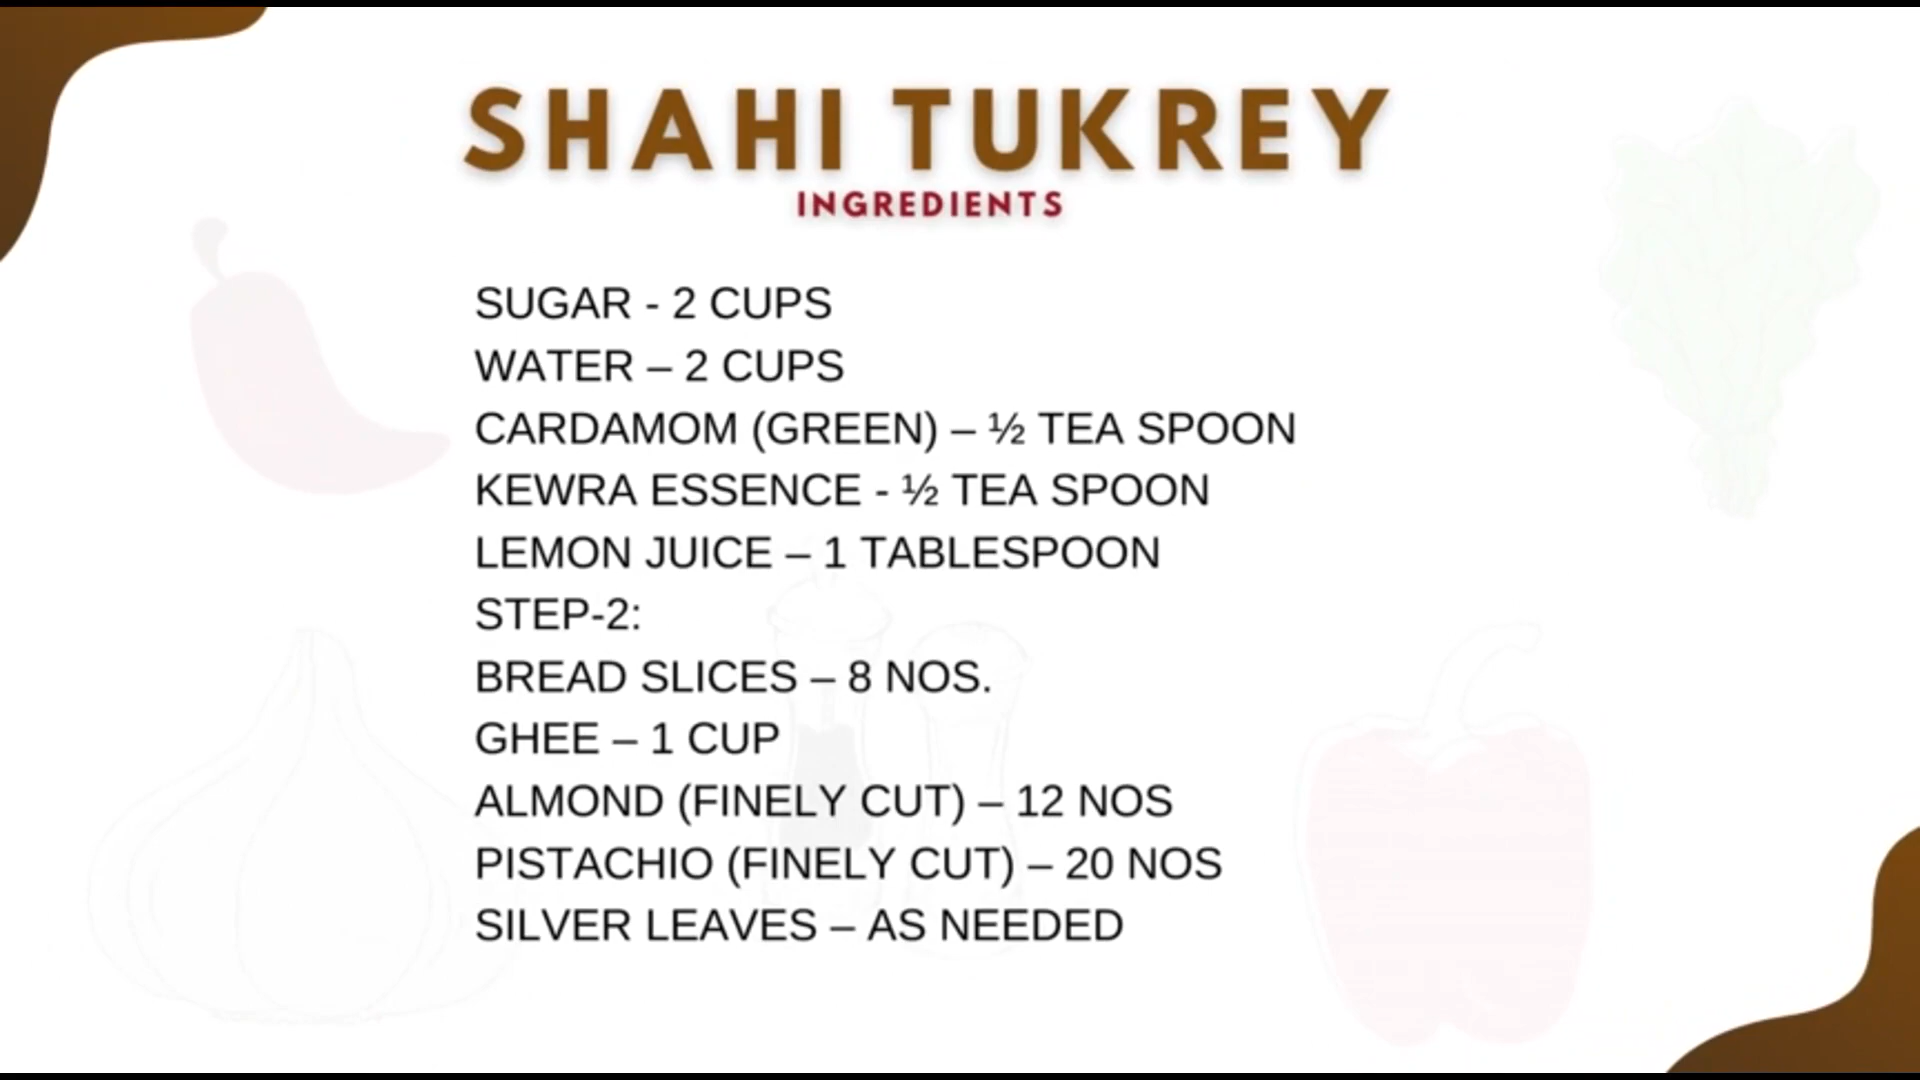 SHAHI TUKREY
INGREDIENTS
SUGAR - 2 CUPS
WATER – 2 CUPS
CARDAMOM (GREEN) – ½ TEA SPOON
KEWRA ESSENCE - ½ TEA SPOON
LEMON JUICE – 1 TABLESPOON
STEP-2:
BREAD SLICES – 8 NOS.
GHEE – 1 CUP
ALMOND (FINELY CUT) – 12 NOS
PISTACHIO (FINELY CUT) – 20 NOS
SILVER LEAVES – AS NEEDED